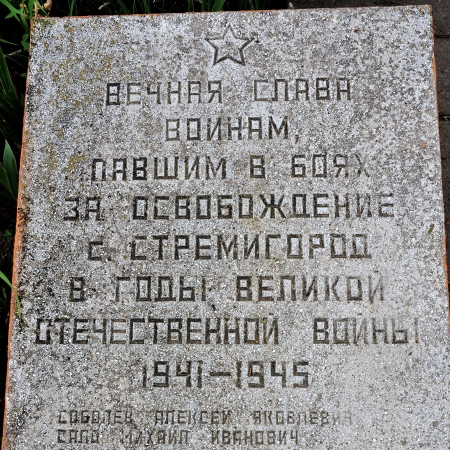 ВЕЧНАЯ СЛАВА
ВОИНАМ,
ПАВШИМ В БОЯХ
ЗА ОСВОБОЖДЕНИЕ
с. СТРЕМИГОРОД
В ГОДЫ ВЕЛИКОЙ
ОТЕЧЕСТВЕННОЙ ВОЙНЫ
1941-1945
СОБОЛЕВ АЛЕКСЕЙ ЯКОВЛЕВИЧ
САЛО МИХАИЛ ИВАНОВИЧ